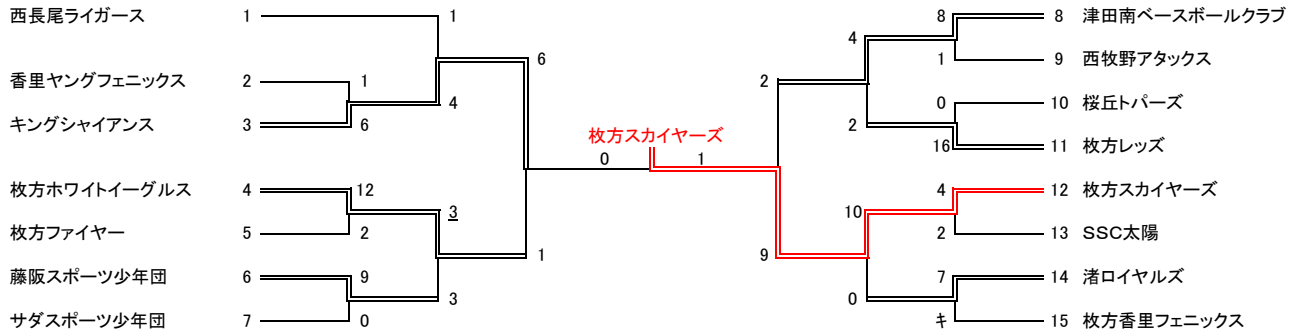 西長尾ライガース 1 1
6
香里ヤングフェニックス 2 1
4
キングシャイアンス 3 6
0
枚方ホワイトイーグルス 4 12
3
枚方ファイヤー 5 2
1
藤阪スポーツ少年団 6 9
3
サダスポーツ少年団 7 0
枚方スカイヤーズ
1
8 8 津田南ベースボールクラブ
4
1 9 西牧野アタックス
2
0 10 桜丘トパーズ
2
16 11 枚方レッズ
4 12 枚方スカイヤーズ
10
2 13 SSC太陽
9
7 14 渚ロイヤルズ
0
キ 15 枚方香里フェニックス